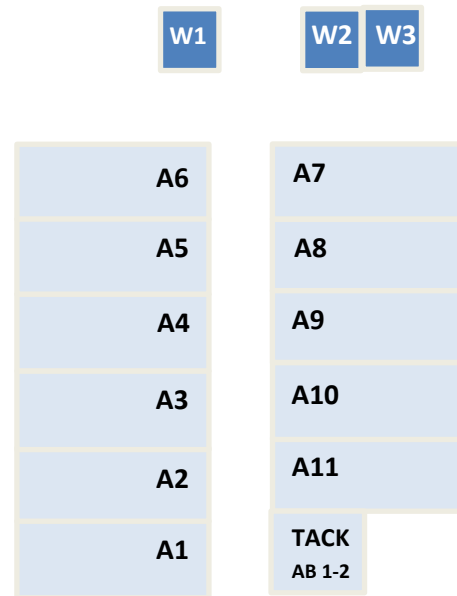 W1 W2 W3
A6 A7
A5 A8
A4 A9
A3 A10
A2 A11
A1 TACK
AB 1-2